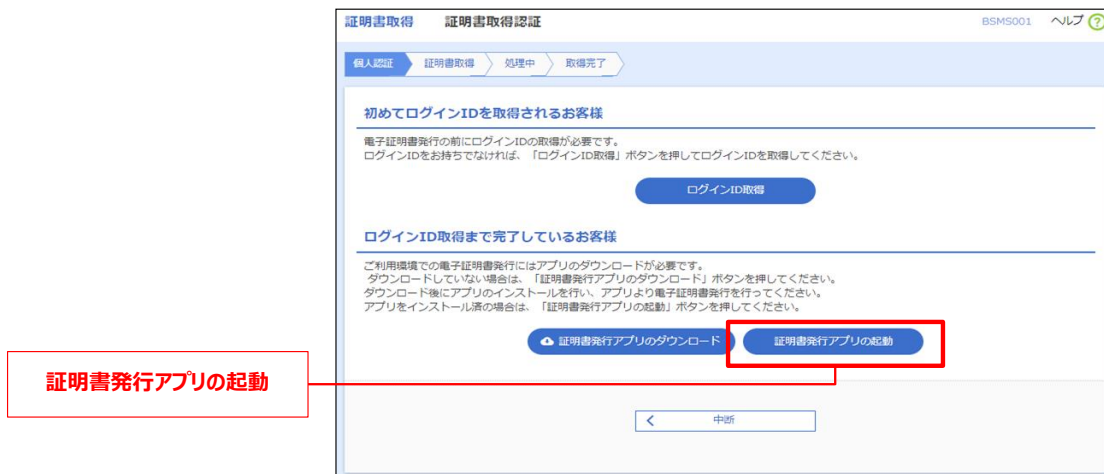 証明書取得 証明書取得認証 BSMS001 ヘルプ ?
個人認証 証明書取得 処理中 取得完了
初めてログインIDを取得されるお客様
電子証明書発行の前にログインIDの取得が必要です。
ログインIDをお持ちでなければ、「ログインID取得」ボタンを押してログインIDを取得してください。
ログインID取得
ログインID取得まで完了しているお客様
ご利用環境での電子証明書発行にはアプリのダウンロードが必要です。
ダウンロードしていない場合は、「証明書発行アプリのダウンロード」ボタンを押してください。
ダウンロード後にアプリのインストールを行い、アプリより電子証明書発行を行ってください。
アプリをインストール済の場合は、「証明書発行アプリの起動」ボタンを押してください。
証明書発行アプリのダウンロード 証明書発行アプリの起動
証明書発行アプリの起動
中断